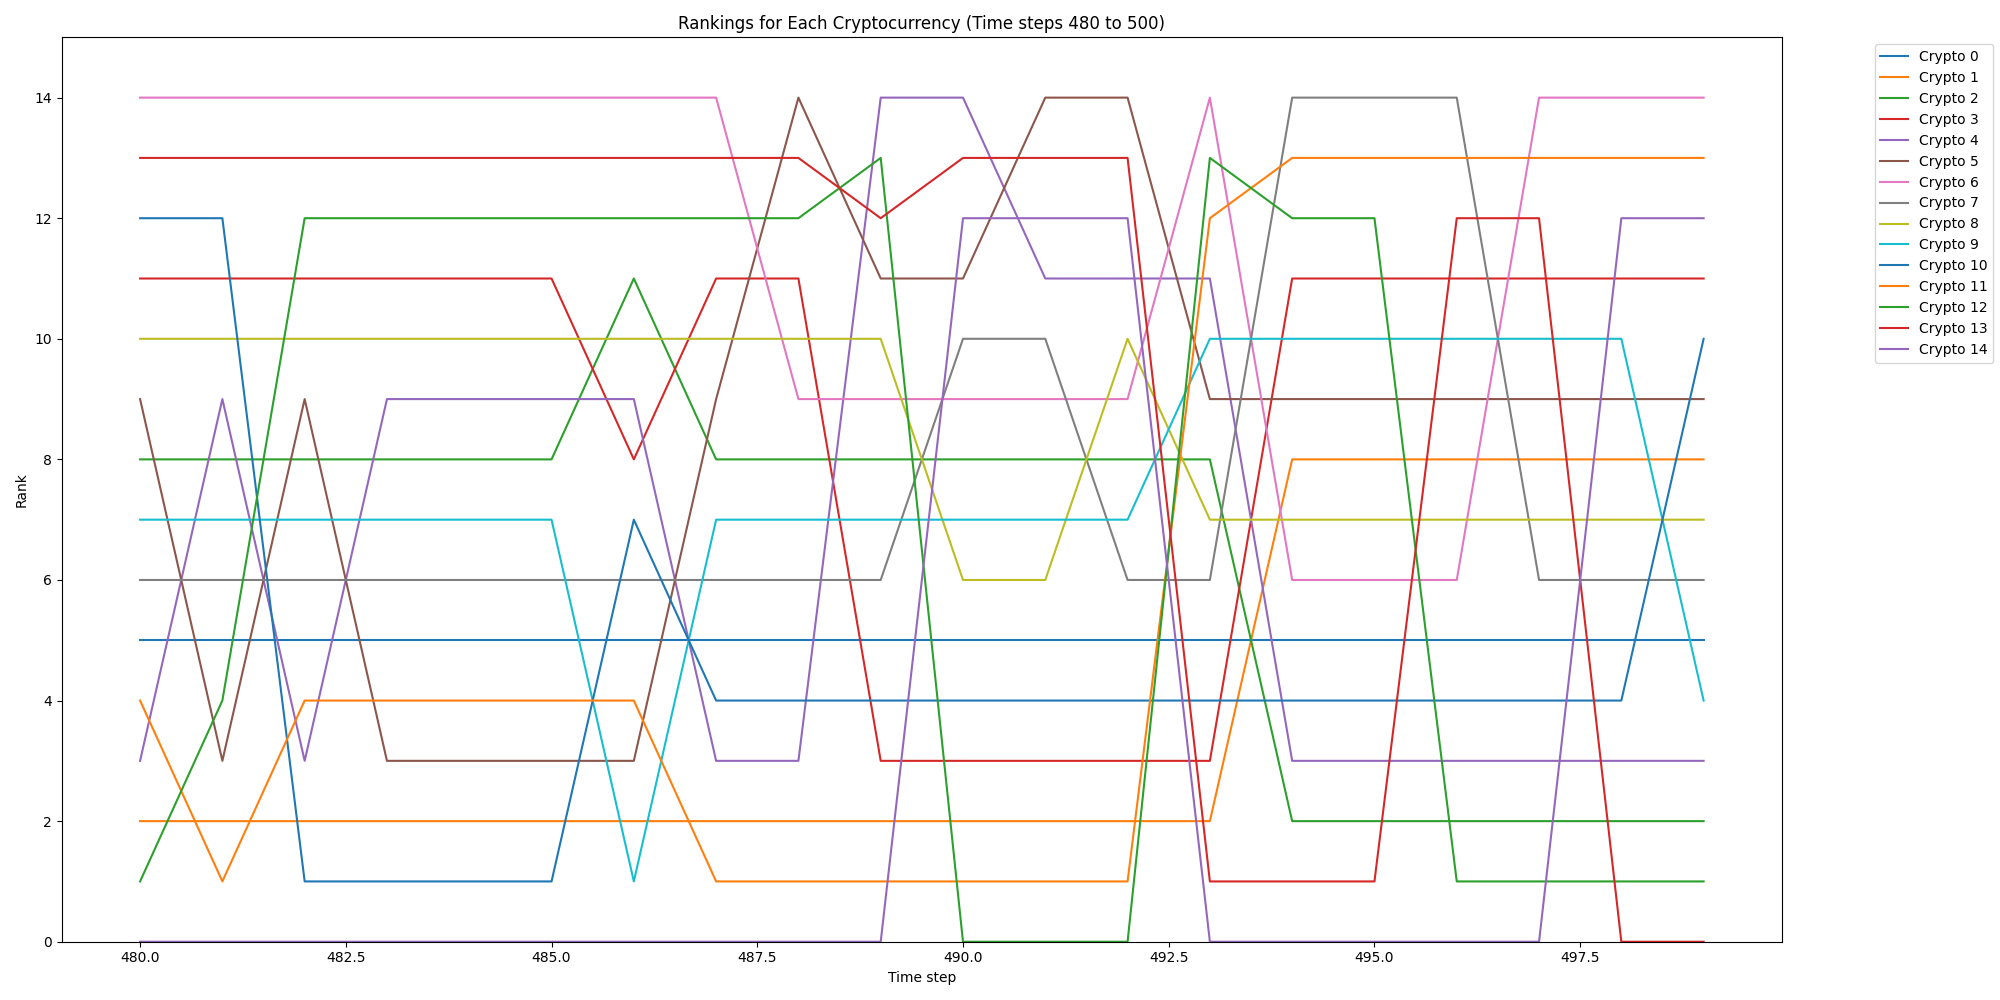 Rankings for Each Cryptocurrency (Time steps 480 to 500)
Rank
14
12
10
8
6
4
2
0
480.0 482.5 485.0 487.5 490.0 492.5 495.0 497.5
Time step
Crypto 0
Crypto 1
Crypto 2
Crypto 3
Crypto 4
Crypto 5
Crypto 6
Crypto 7
Crypto 8
Crypto 9
Crypto 10
Crypto 11
Crypto 12
Crypto 13
Crypto 14